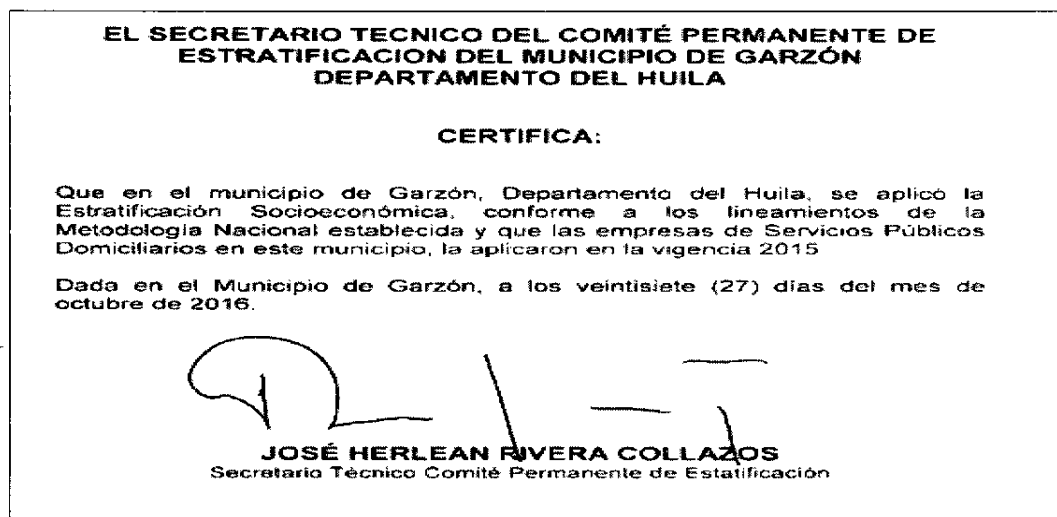 EL SECRETARIO TECNICO DEL COMITÉ PERMANENTE DE
ESTRATIFICACION DEL MUNICIPIO DE GARZÓN
DEPARTAMENTO DEL HUILA
CERTIFICA:
Que en el municipio de Garzón, Departamento del Huila, se aplicó la
Estratificación Socioeconómica, conforme a los lineamientos de la
Metodología Nacional establecida y que las empresas de Servicios Públicos
Domiciliarios en este municipio, la aplicaron en la vigencia 2015
Dada en el Municipio de Garzón, a los veintisiete (27) días del mes de
octubre de 2016.
JOSÉ HERLEAN RIVERA COLLAZOS
Secretario Técnico Comité Permanente de Estatificación